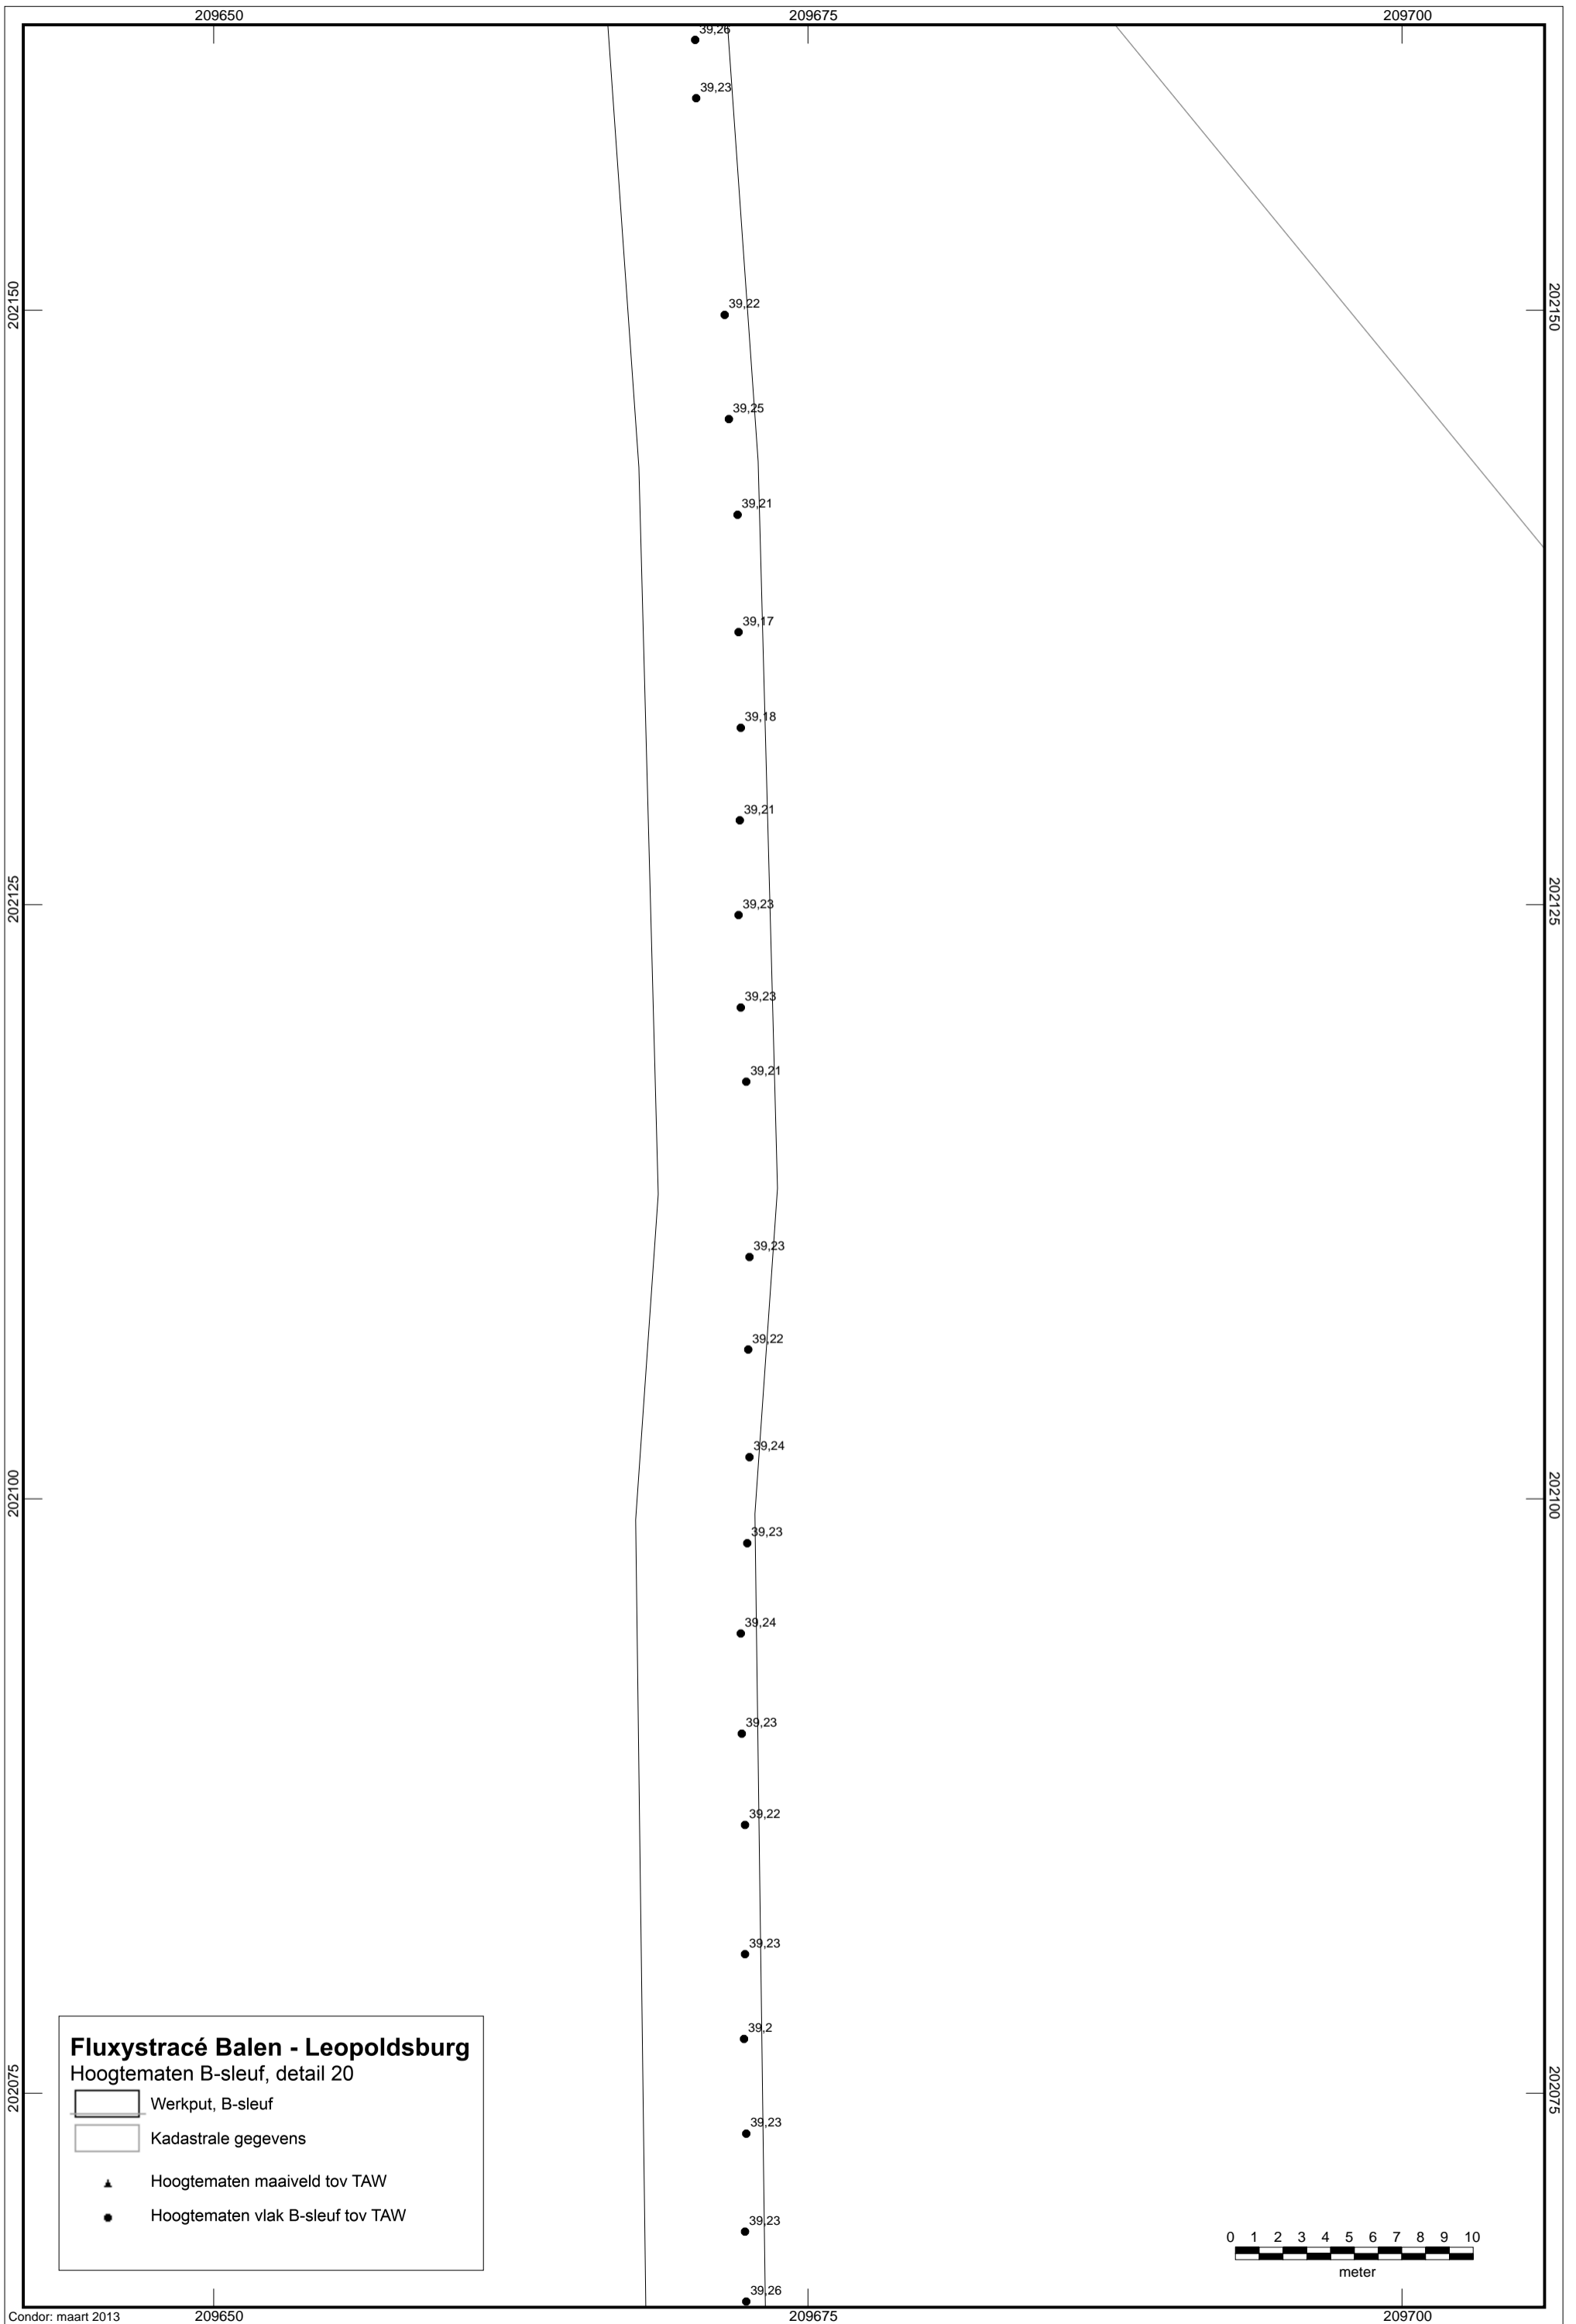 209650 209675 209700
39,26
39,23
202150 202150
39,22
39,25
39,21
39,17
39,18
39,21
202125 202125
39,23
39,23
39,21
39,23
39,22
39,24
202100 202100
39,23
39,24
39,23
39,22
39,23
39,2
Fluxystracé Balen - Leopoldsburg
Hoogtematen B-sleuf, detail 20
202075 202075
Werkput, B-sleuf
Kadastrale gegevens
39,23
Hoogtematen maaiveld tov TAW
Hoogtematen vlak B-sleuf tov TAW
39,23
0 1 2 3 4 5 6 7 8 9 10
meter
39,26
Condor: maart 2013
209650 209675 209700